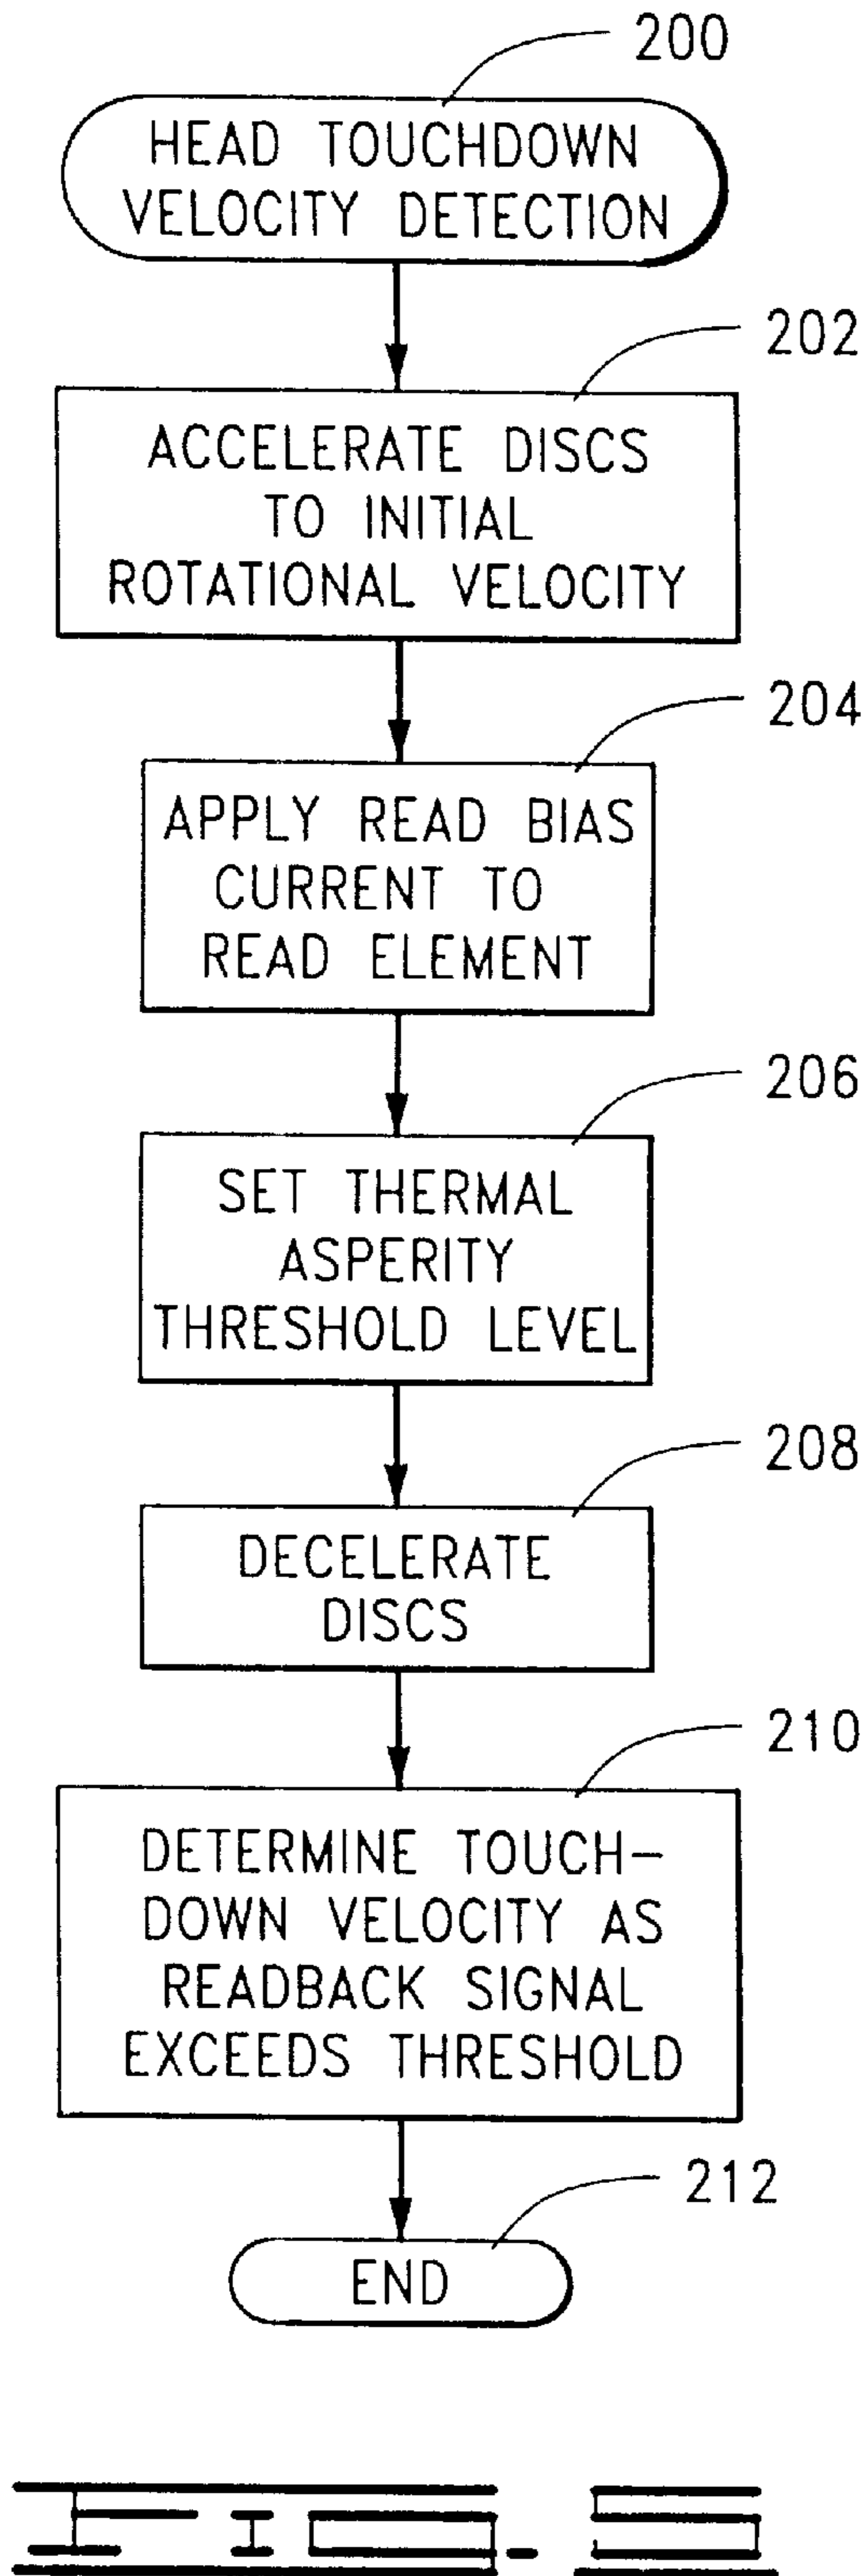 200
HEAD TOUCHDOWN
VELOCITY DETECTION
202
ACCELERATE DISCS
TO INITIAL
ROTATIONAL VELOCITY
204
APPLY READ BIAS
CURRENT TO
READ ELEMENT
206
SET THERMAL
ASPERITY
THRESHOLD LEVEL
208
DECELERATE
DISCS
210
DETERMINE TOUCH-
DOWN VELOCITY AS
READBACK SIGNAL
EXCEEDS THRESHOLD
212
END